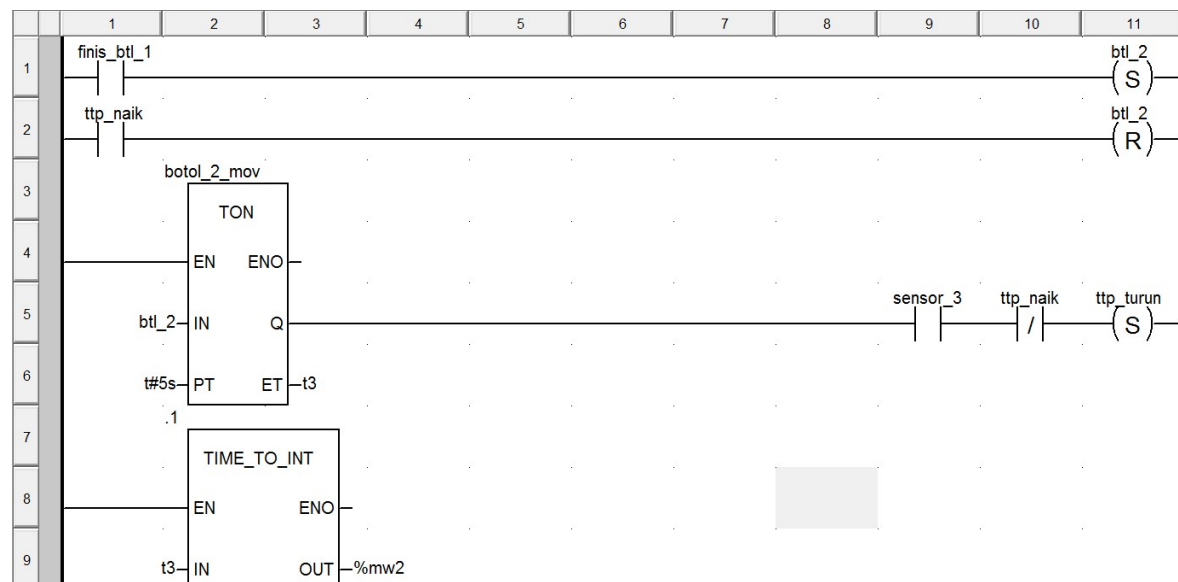 1 2 3 4 5 6 7 8 9 10 11
1
finis_btl_1 btl_2
S
2
ttp_naik btl_2
R
3
botol_2_mov
TON
4
EN ENO
5
sensor_3 ttp_naik ttp_turun
btl_2 IN Q / S
6
t#5s PT ET t3
.1
7
TIME_TO_INT
8
EN ENO
9
t3 IN OUT %mw2